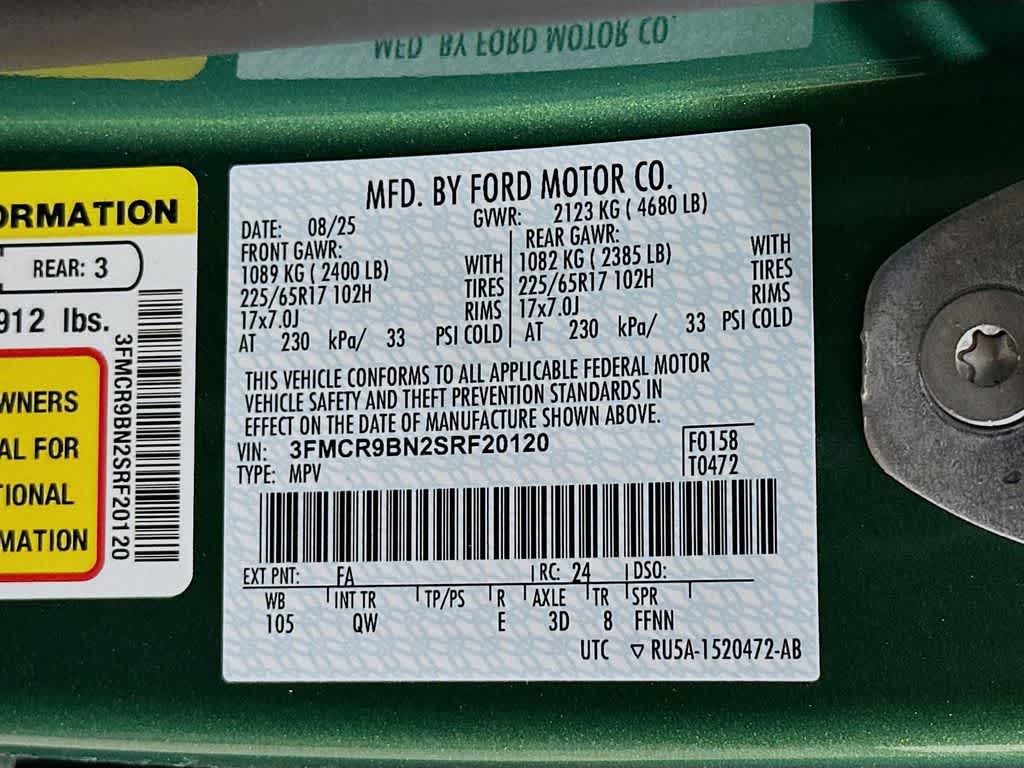 MFD. BY FORD MOTOR CO.
ORMATION
REAR: 3
912 lbs.
3FMCR9BN2SRF20120
WNERS
AL FOR
TIONAL
MATION
MFD. BY FORD MOTOR CO.
DATE: 08/25 GVWR: 2123 KG ( 4680 LB)
FRONT GAWR: REAR GAWR:
1089 KG ( 2400 LB) WITH 1082 KG ( 2385 LB) WITH
225/65R17 102H TIRES 225/65R17 102H TIRES
17x7.0J RIMS 17x7.0J RIMS
AT 230 kPa/ 33 PSI COLD AT 230 kPa/ 33 PSI COLD
THIS VEHICLE CONFORMS TO ALL APPLICABLE FEDERAL MOTOR
VEHICLE SAFETY AND THEFT PREVENTION STANDARDS IN
EFFECT ON THE DATE OF MANUFACTURE SHOWN ABOVE.
VIN: 3FMCR9BN2SRF20120 F0158
TYPE: MPV T0472
EXT PNT: FA RC: 24 DSO:
WB INT TR TP/PS R AXLE TR SPR
105 QW E 3D 8 FFNN
UTC ▽ RU5A-1520472-AB